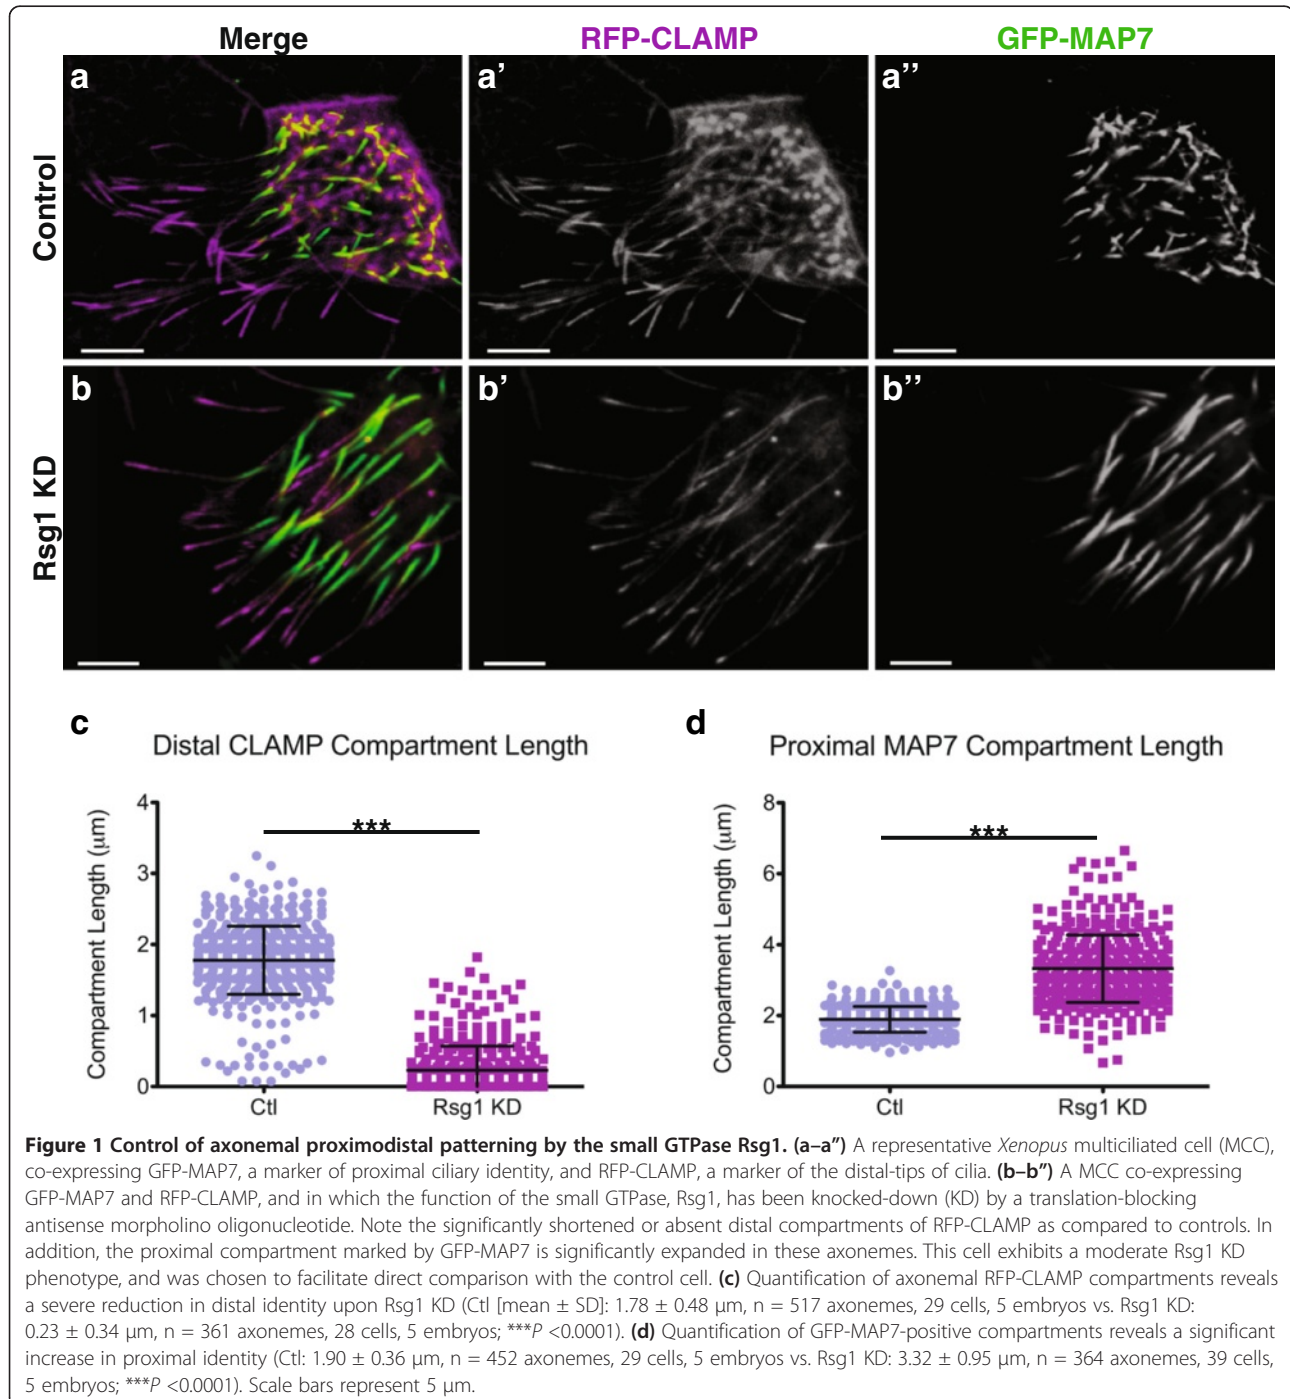 Merge RFP-CLAMP GFP-MAP7
a a' a''
Control
b b' b''
Rsg1 KD
c
Distal CLAMP Compartment Length
Compartment Length (μm)
4
3
2
1
0
***
Ctl Rsg1 KD
d
Proximal MAP7 Compartment Length
Compartment Length (μm)
8
6
4
2
0
***
Ctl Rsg1 KD
Figure 1 Control of axonemal proximodistal patterning by the small GTPase Rsg1. (a–a”) A representative Xenopus multiciliated cell (MCC),
co-expressing GFP-MAP7, a marker of proximal ciliary identity, and RFP-CLAMP, a marker of the distal-tips of cilia. (b–b”) A MCC co-expressing
GFP-MAP7 and RFP-CLAMP, and in which the function of the small GTPase, Rsg1, has been knocked-down (KD) by a translation-blocking
antisense morpholino oligonucleotide. Note the significantly shortened or absent distal compartments of RFP-CLAMP as compared to controls. In
addition, the proximal compartment marked by GFP-MAP7 is significantly expanded in these axonemes. This cell exhibits a moderate Rsg1 KD
phenotype, and was chosen to facilitate direct comparison with the control cell. (c) Quantification of axonemal RFP-CLAMP compartments reveals
a severe reduction in distal identity upon Rsg1 KD (Ctl [mean ± SD]: 1.78 ± 0.48 μm, n = 517 axonemes, 29 cells, 5 embryos vs. Rsg1 KD:
0.23 ± 0.34 μm, n = 361 axonemes, 28 cells, 5 embryos; ***P <0.0001). (d) Quantification of GFP-MAP7-positive compartments reveals a significant
increase in proximal identity (Ctl: 1.90 ± 0.36 μm, n = 452 axonemes, 29 cells, 5 embryos vs. Rsg1 KD: 3.32 ± 0.95 μm, n = 364 axonemes, 39 cells,
5 embryos; ***P <0.0001). Scale bars represent 5 μm.